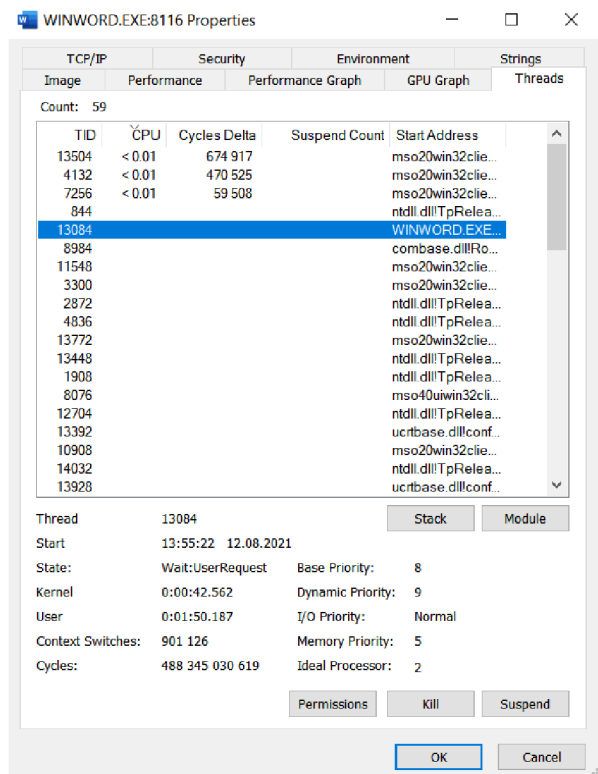 WINWORD.EXE:8116 Properties
TCP/IP Security Environment Strings
Image Performance Performance Graph GPU Graph Threads
Count: 59
TID CPU Cycles Delta Suspend Count Start Address
13504 < 0.01 674 917 mso20win32clie...
4132 < 0.01 470 525 mso20win32clie...
7256 < 0.01 59 508 mso20win32clie...
844 ntdll.dll!TpRelea...
13084 WINWORD.EXE...
8984 combase.dll!Ro...
11548 mso20win32clie...
3300 mso20win32clie...
2872 ntdll.dll!TpRelea...
4836 ntdll.dll!TpRelea...
13772 mso20win32clie...
13448 ntdll.dll!TpRelea...
1908 ntdll.dll!TpRelea...
8076 mso40uiwin32cli...
12704 ntdll.dll!TpRelea...
13392 ucrtbase.dll!conf...
10908 mso20win32clie...
14032 ntdll.dll!TpRelea...
13928 ucrtbase.dll!conf...
Thread 13084 Stack Module
Start 13:55:22 12.08.2021
State: Wait:UserRequest Base Priority: 8
Kernel 0:00:42.562 Dynamic Priority: 9
User 0:01:50.187 I/O Priority: Normal
Context Switches: 901 126 Memory Priority: 5
Cycles: 488 345 030 619 Ideal Processor: 2
Permissions Kill Suspend
OK Cancel